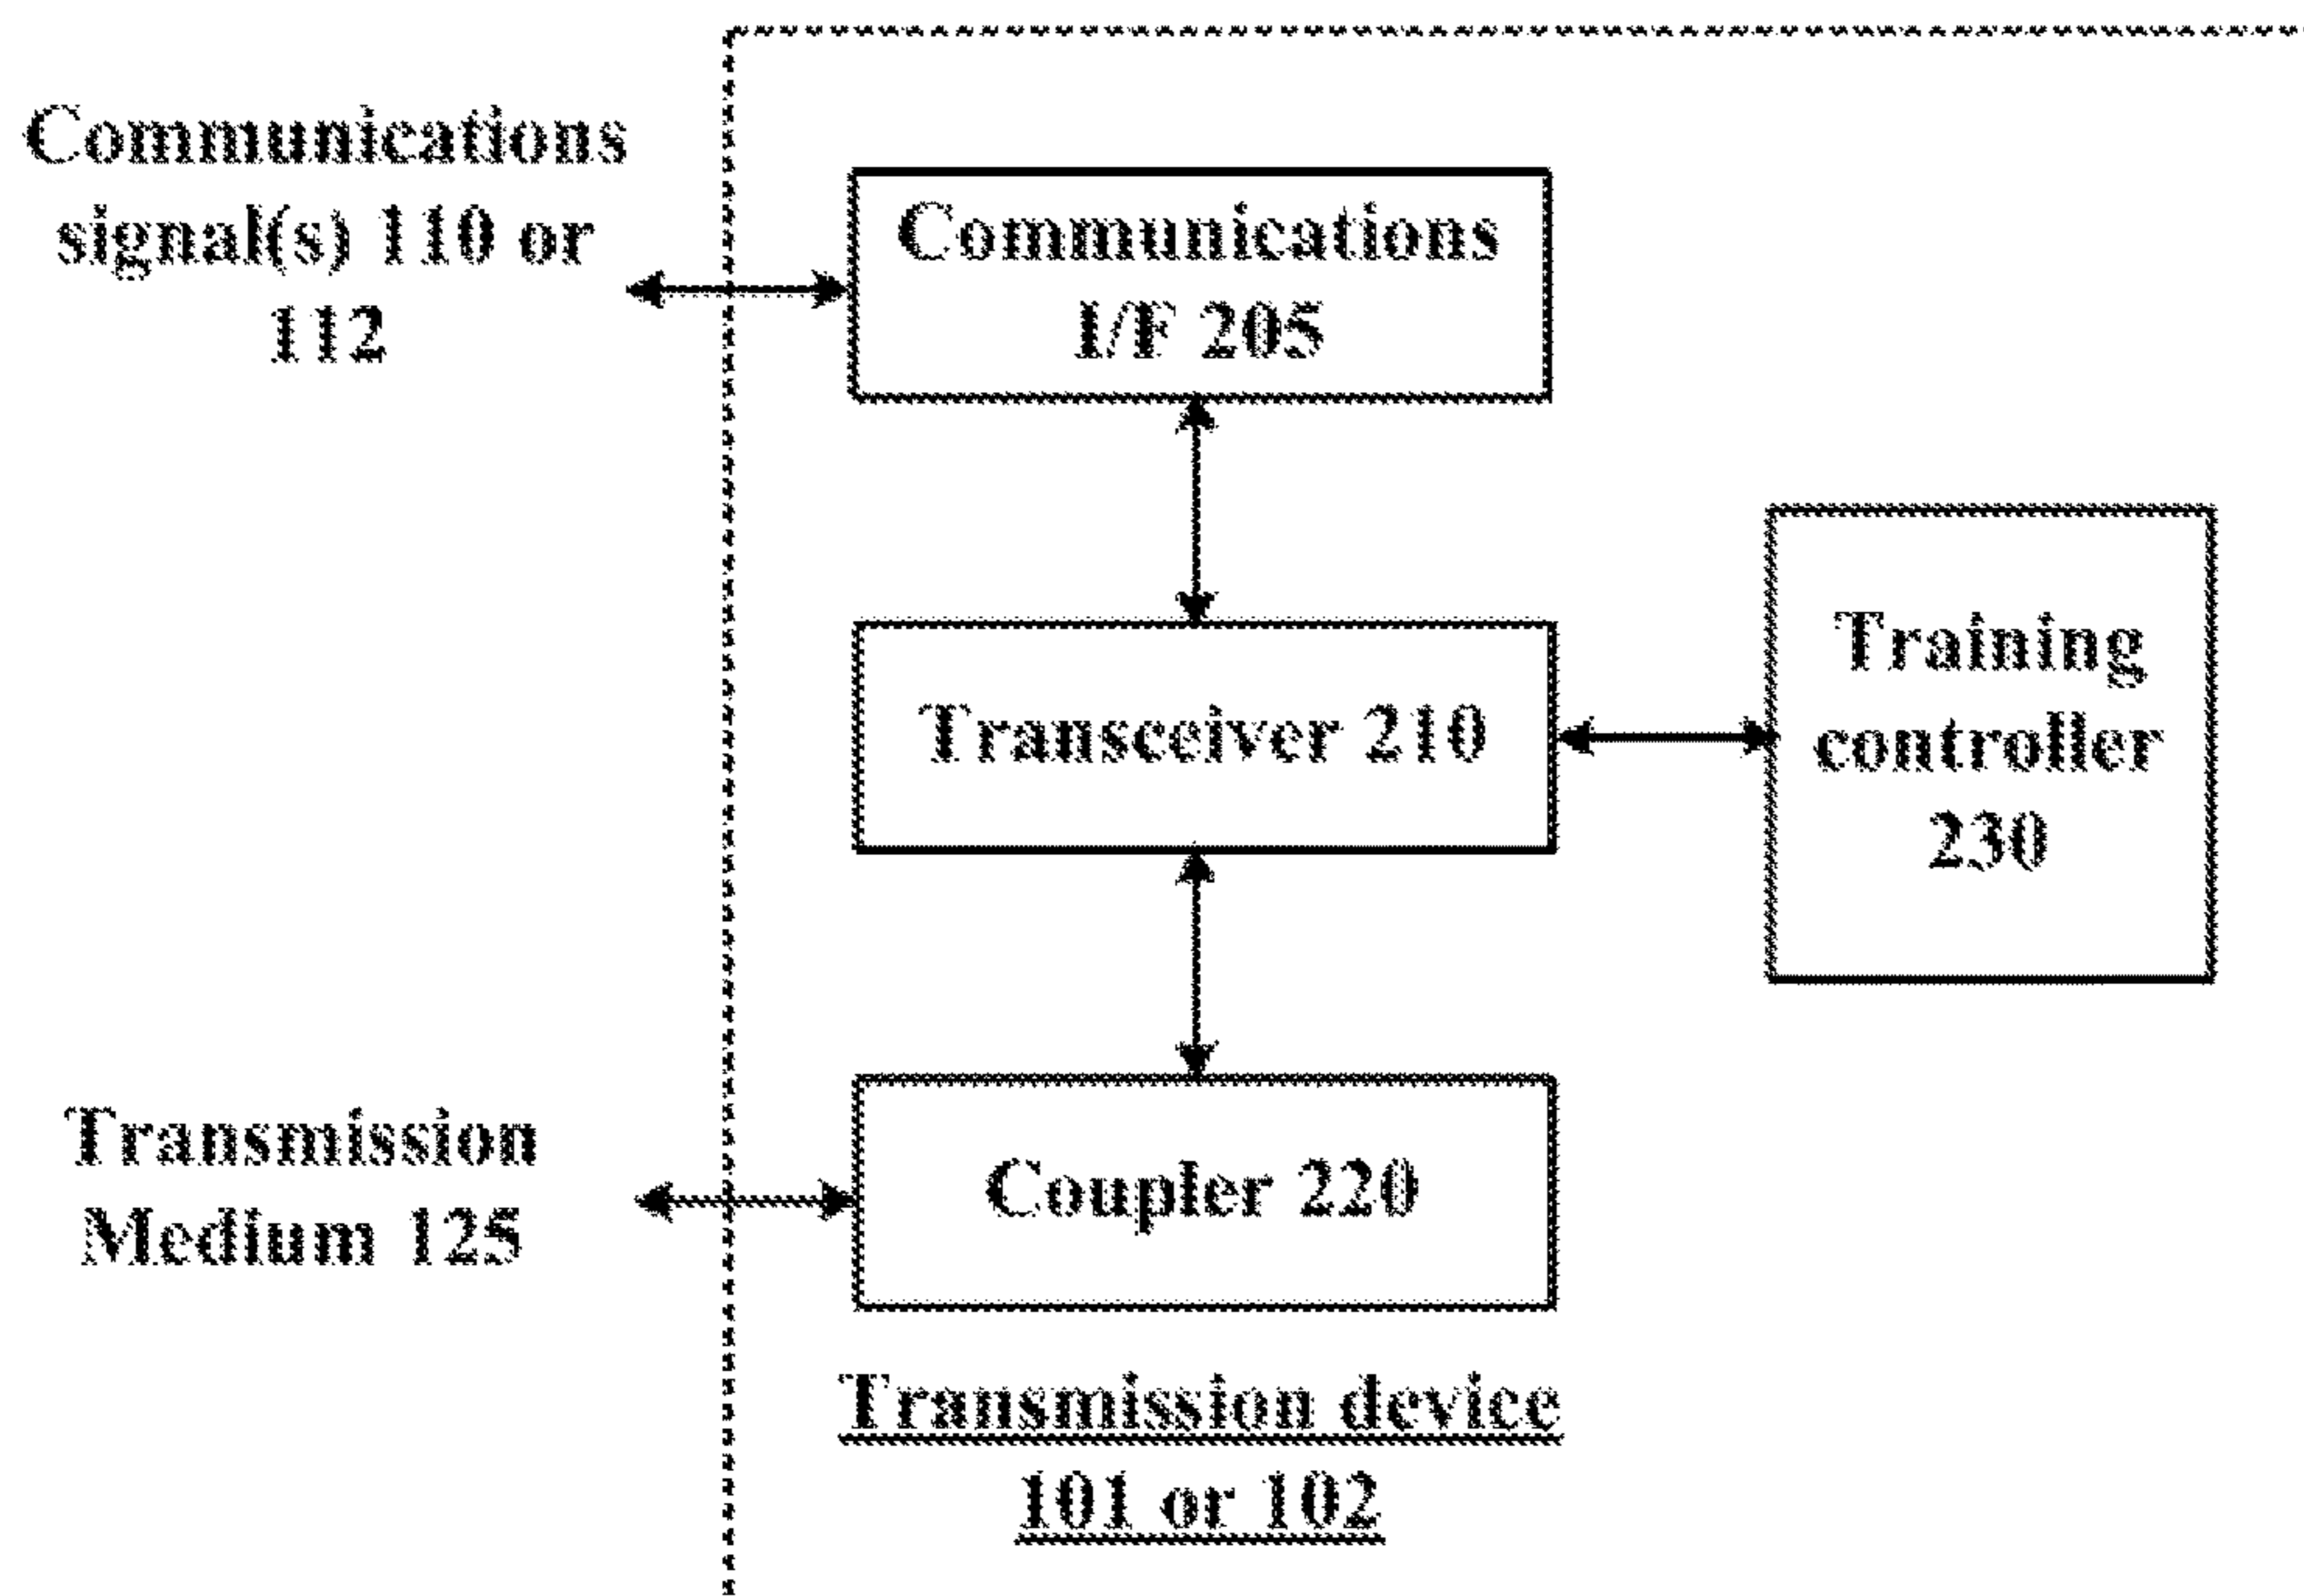 Communications
signal(s) 110 or
112
Communications
I/F 205
Transceiver 210
Training
controller
230
Transmission
Medium 125
Coupler 220
Transmission device
101 or 102